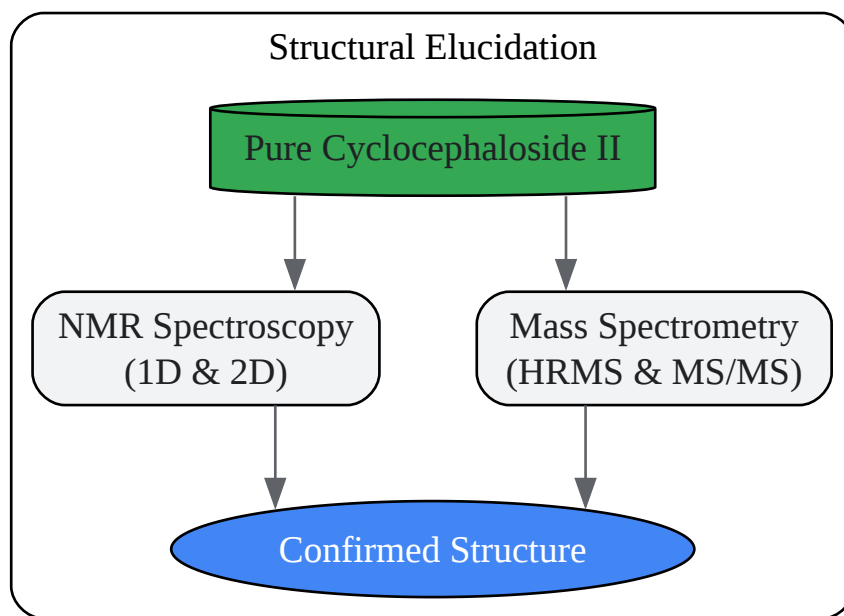 Structural Elucidation
Pure Cyclocephaloside II
NMR Spectroscopy
(1D & 2D)
Mass Spectrometry
(HRMS & MS/MS)
Confirmed Structure